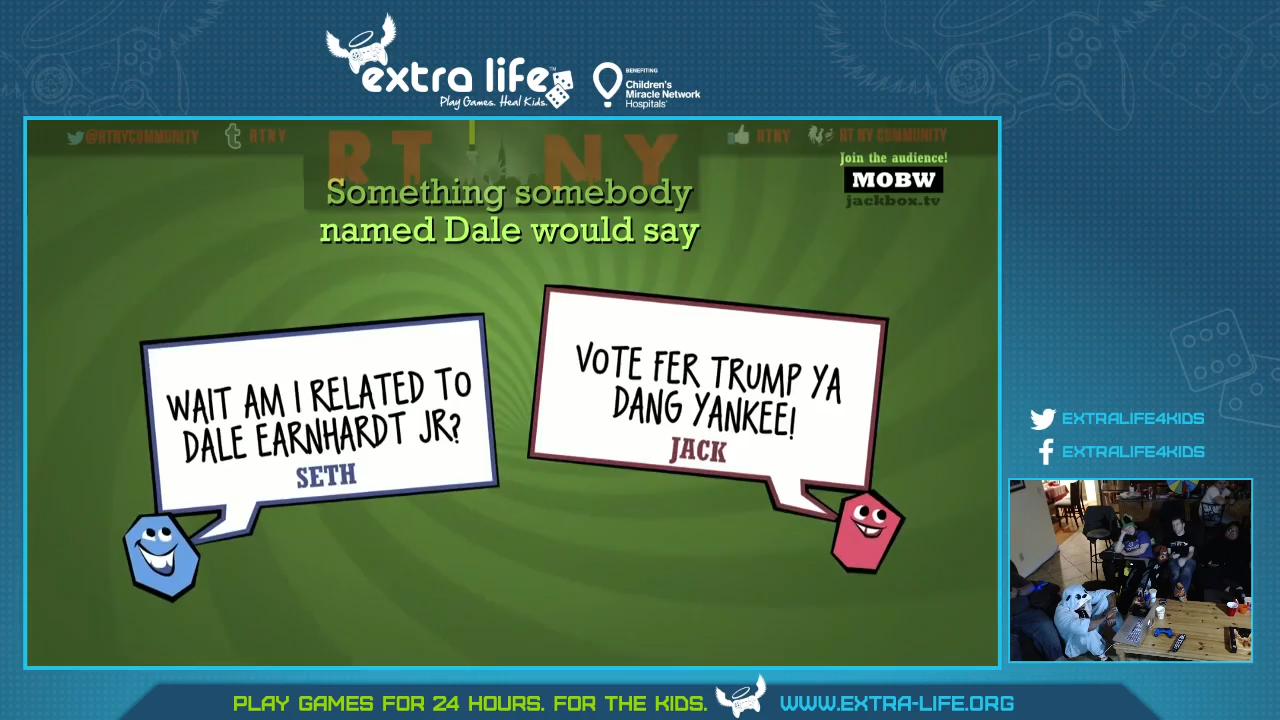 extra life™
Play Games. Heal Kids.
BENEFITING
Children's
Miracle Network
Hospitals
@RTNYCOMMUNITY
RTNY
RT NY
RTNY
RT NY COMMUNITY
Join the audience!
MOBW
jackbox.tv
Something somebody
named Dale would say
WAIT AM I RELATED TO
DALE EARNHARDT JR?
SETH
VOTE FER TRUMP YA
DANG YANKEE!
JACK
EXTRALIFE4KIDS
EXTRALIFE4KIDS
PLAY GAMES FOR 24 HOURS. FOR THE KIDS.
WWW.EXTRA-LIFE.ORG